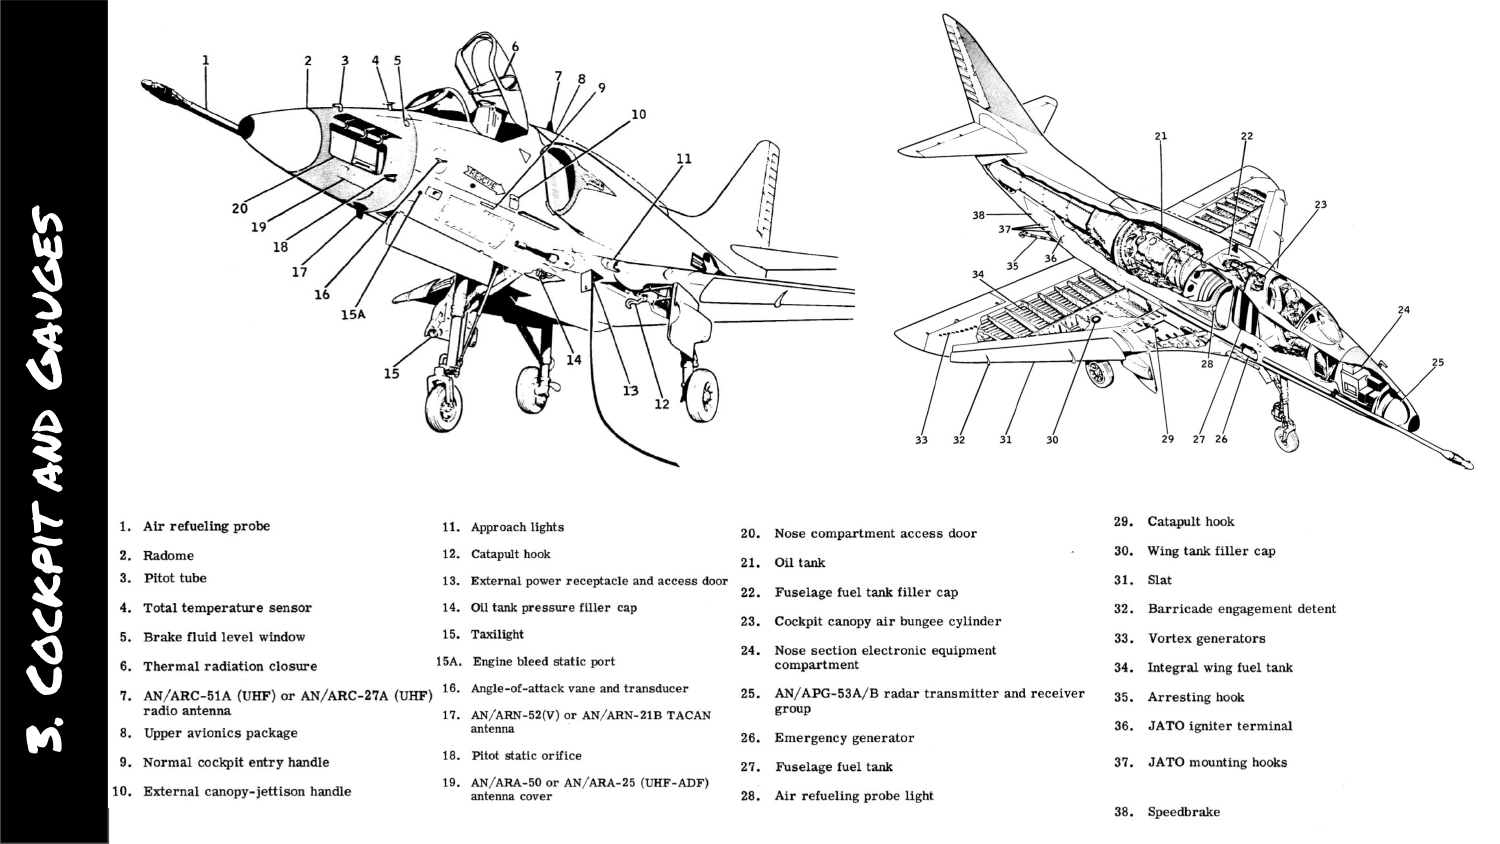 3. COCKPIT AND GAUGES
1
2
3
4
5
6
7
8
9
10
11
20
19
18
17
16
15A
15
14
13
12
21
22
23
38
37
35
36
34
24
25
28
33
32
31
30
29
27
26
RESCUE
1. Air refueling probe
2. Radome
3. Pitot tube
4. Total temperature sensor
5. Brake fluid level window
6. Thermal radiation closure
7. AN/ARC-51A (UHF) or AN/ARC-27A (UHF)
radio antenna
8. Upper avionics package
9. Normal cockpit entry handle
10. External canopy-jettison handle
11. Approach lights
12. Catapult hook
13. External power receptacle and access door
14. Oil tank pressure filler cap
15. Taxilight
15A. Engine bleed static port
16. Angle-of-attack vane and transducer
17. AN/ARN-52(V) or AN/ARN-21B TACAN
antenna
18. Pitot static orifice
19. AN/ARA-50 or AN/ARA-25 (UHF-ADF)
antenna cover
20. Nose compartment access door
21. Oil tank
22. Fuselage fuel tank filler cap
23. Cockpit canopy air bungee cylinder
24. Nose section electronic equipment
compartment
25. AN/APG-53A/B radar transmitter and receiver
group
26. Emergency generator
27. Fuselage fuel tank
28. Air refueling probe light
29. Catapult hook
30. Wing tank filler cap
31. Slat
32. Barricade engagement detent
33. Vortex generators
34. Integral wing fuel tank
35. Arresting hook
36. JATO igniter terminal
37. JATO mounting hooks
38. Speedbrake